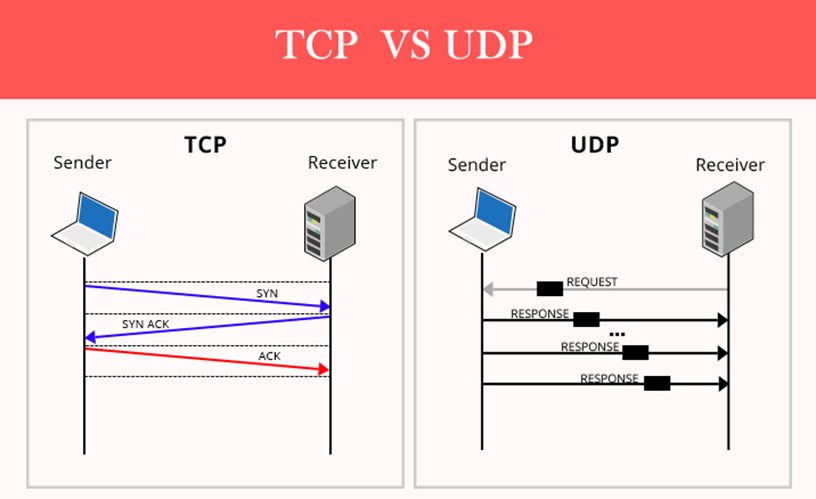 TCP VS UDP
TCP
Sender
Receiver
SYN
SYN ACK
ACK
UDP
Sender
Receiver
REQUEST
RESPONSE
...
RESPONSE
RESPONSE